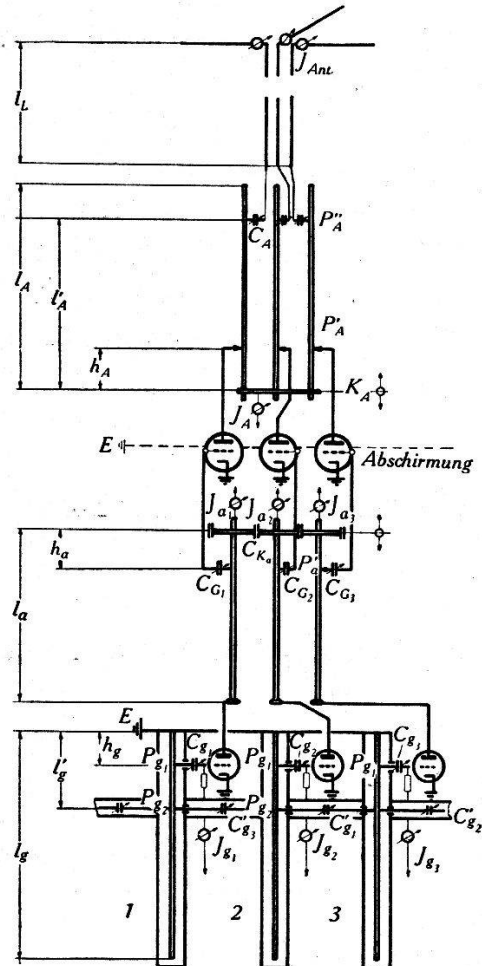 J_Ant.
l_L
C_A P''_A
l_A l'_A
P'_A
h_A
K_A
J_A
E Abschirmung
J_a1 J_a2 J_a3
h_a
C_Ka
P'_a
C_G1 C_G2 C_G3
l_a
E
h_g C_g1 C_g2 C_g3
l'_g P_g1 P_g1 P_g1
P_g2 P_g2
C'_g3 C'_g1 C'_g2
J_g1 J_g2 J_g3
l_g
1 2 3